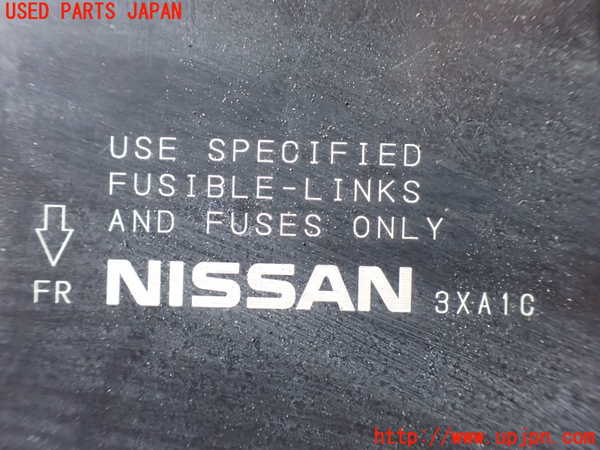 USED PARTS JAPAN
USE SPECIFIED
FUSIBLE-LINKS
AND FUSES ONLY
FR NISSAN 3XA1C
http://www.upjpn.com/